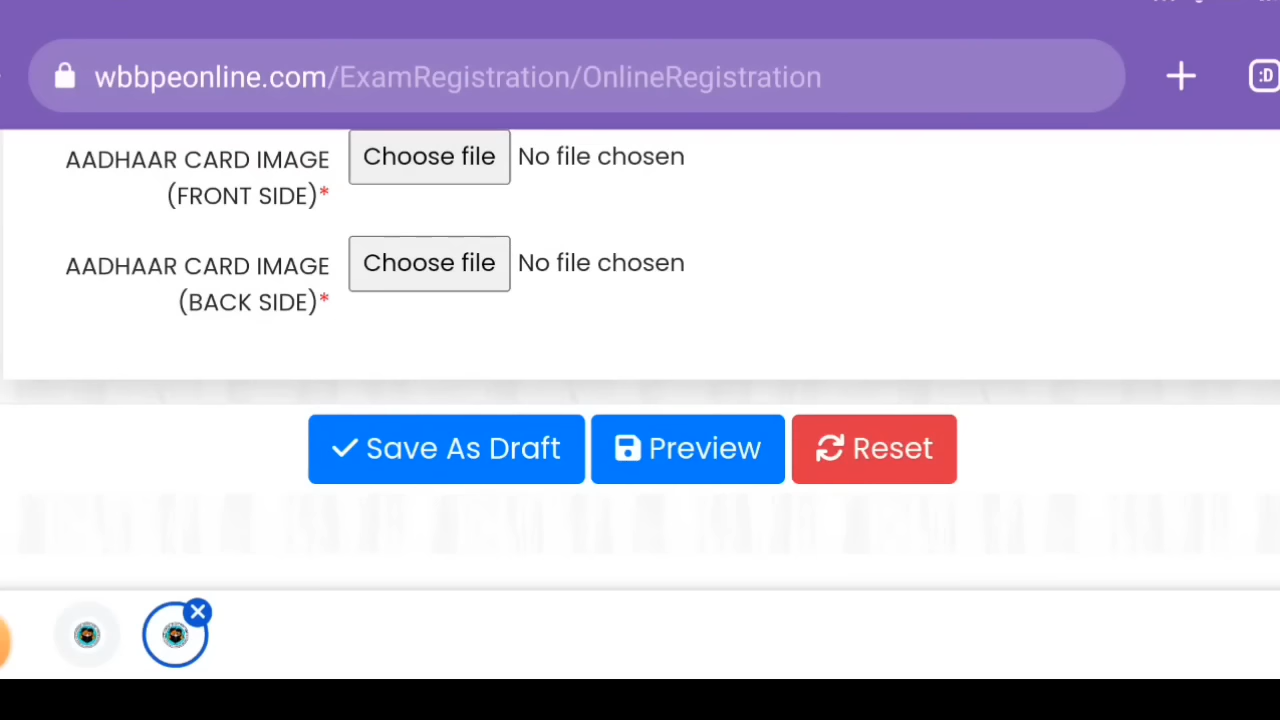 wbbpeonline.com/ExamRegistration/OnlineRegistration
:D
AADHAAR CARD IMAGE
(FRONT SIDE)*
Choose file No file chosen
AADHAAR CARD IMAGE
(BACK SIDE)*
Choose file No file chosen
Save As Draft
Preview
Reset